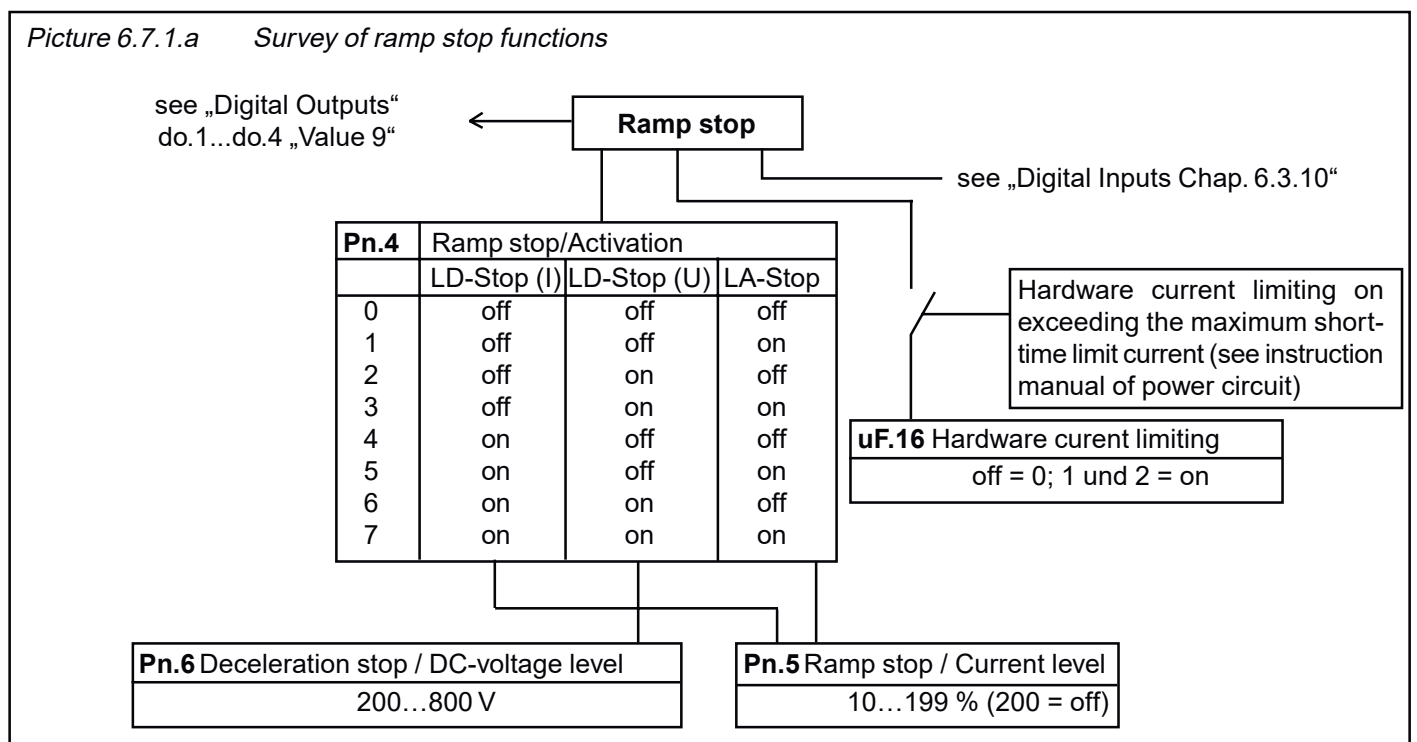 Picture 6.7.1.a Survey of ramp stop functions
see „Digital Outputs“
do.1...do.4 „Value 9“
Ramp stop
see „Digital Inputs Chap. 6.3.10“
Pn.4 Ramp stop/Activation
LD-Stop (I) LD-Stop (U) LA-Stop
0 off off off
1 off off on
2 off on off
3 off on on
4 on off off
5 on off on
6 on on off
7 on on on
Hardware current limiting on
exceeding the maximum short-
time limit current (see instruction
manual of power circuit)
uF.16 Hardware curent limiting
off = 0; 1 und 2 = on
Pn.6 Deceleration stop / DC-voltage level
200…800 V
Pn.5 Ramp stop / Current level
10…199 % (200 = off)